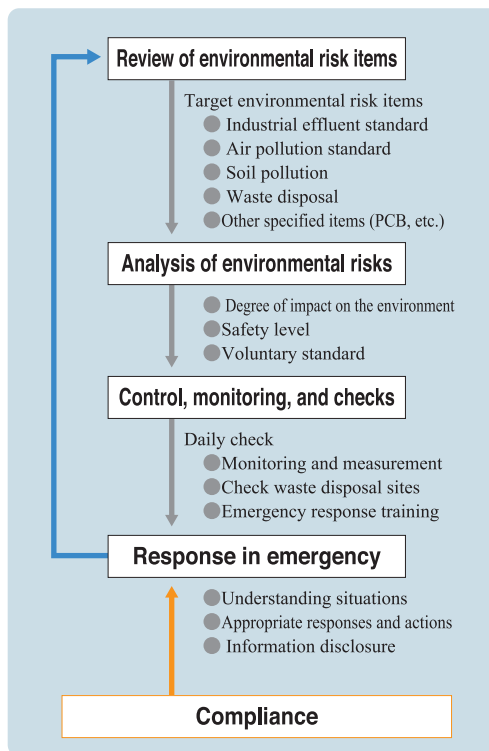 Review of environmental risk items
Target environmental risk items
Industrial effluent standard
Air pollution standard
Soil pollution
Waste disposal
Other specified items (PCB, etc.)
Analysis of environmental risks
Degree of impact on the environment
Safety level
Voluntary standard
Control, monitoring, and checks
Daily check
Monitoring and measurement
Check waste disposal sites
Emergency response training
Response in emergency
Understanding situations
Appropriate responses and actions
Information disclosure
Compliance